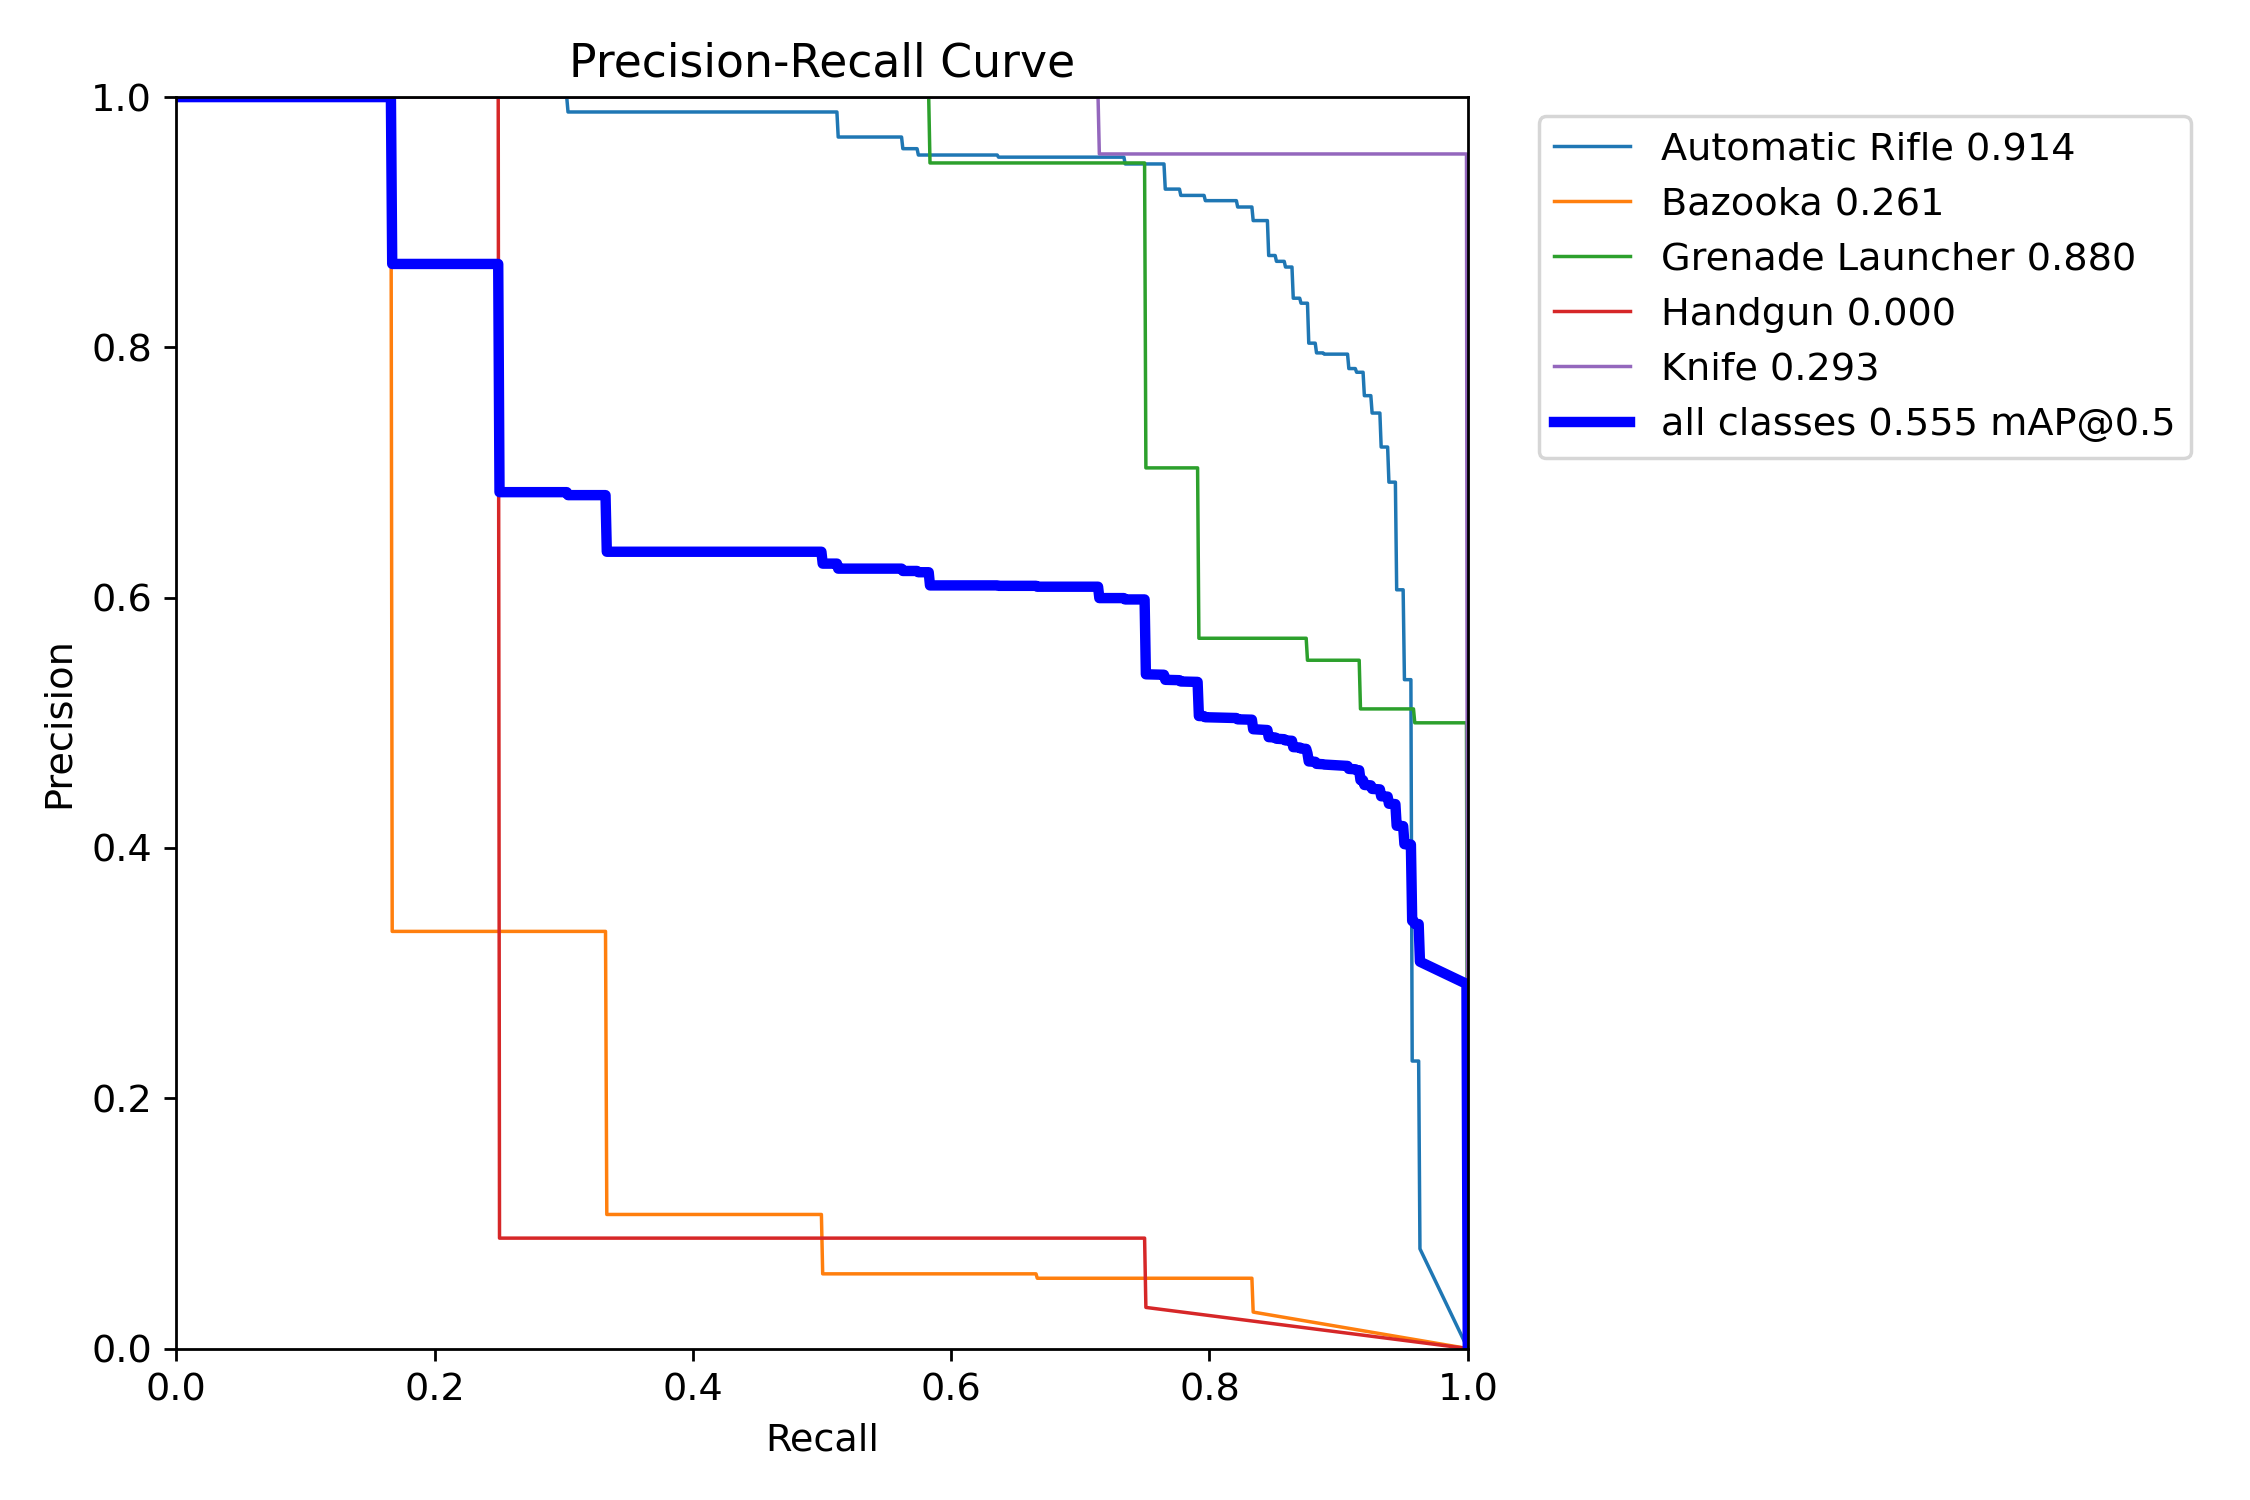 Precision-Recall Curve
1.0
0.8
0.6
0.4
0.2
0.0
Precision
0.0 0.2 0.4 0.6 0.8 1.0
Recall
Automatic Rifle 0.914
Bazooka 0.261
Grenade Launcher 0.880
Handgun 0.000
Knife 0.293
all classes 0.555 mAP@0.5